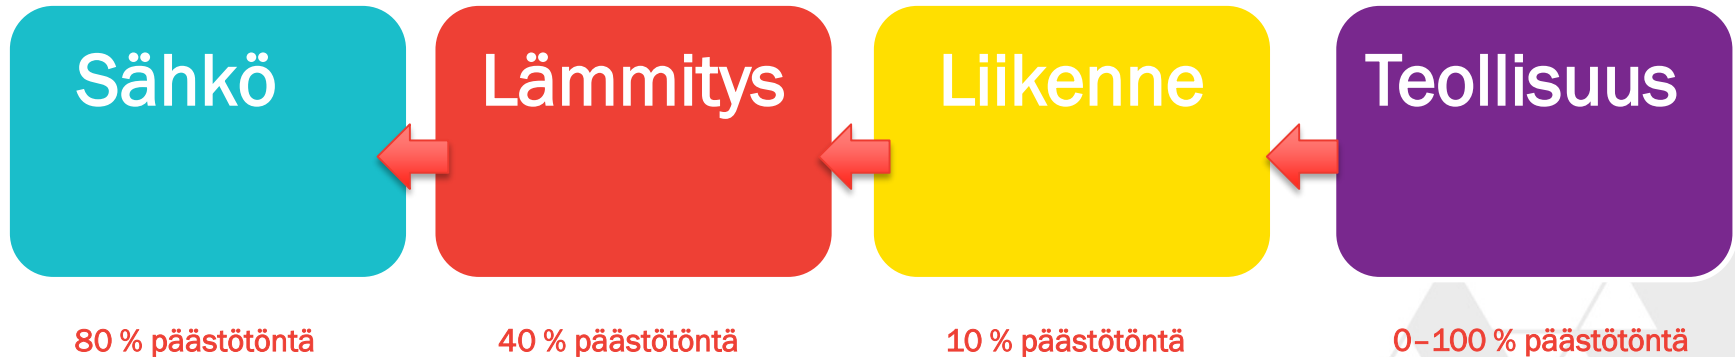 Sähkö
Lämmitys
Liikenne
Teollisuus
80 % päästötöntä
40 % päästötöntä
10 % päästötöntä
0–100 % päästötöntä